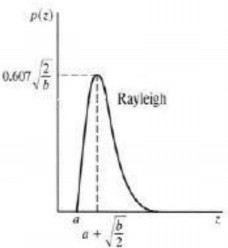 p(z)
0.607√(2/b)
Rayleigh
a
z
a + √(b/2)